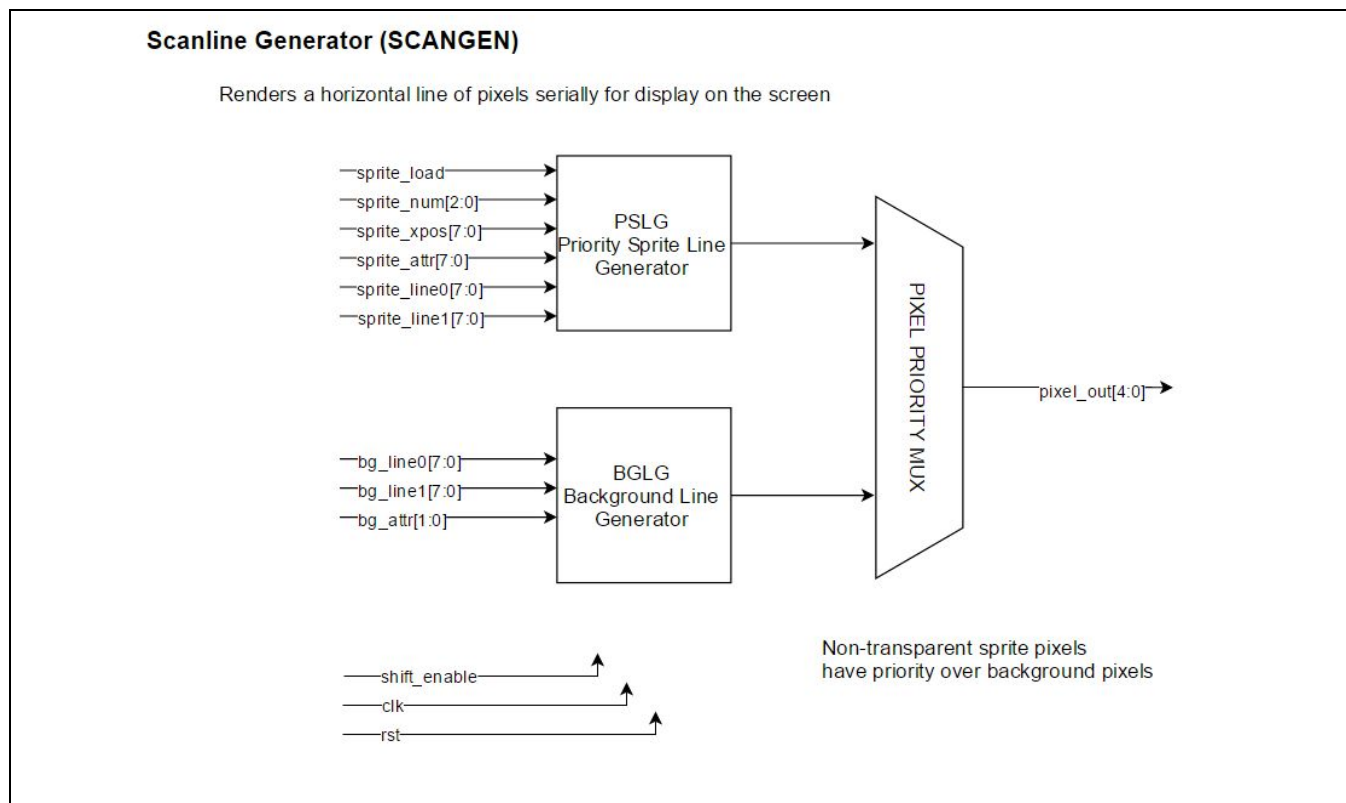 Scanline Generator (SCANGEN)
Renders a horizontal line of pixels serially for display on the screen
sprite_load
sprite_num[2:0]
sprite_xpos[7:0]
sprite_attr[7:0]
sprite_line0[7:0]
sprite_line1[7:0]
PSLG
Priority Sprite Line
Generator
PIXEL PRIORITY MUX
pixel_out[4:0]
bg_line0[7:0]
bg_line1[7:0]
bg_attr[1:0]
BGLG
Background Line
Generator
shift_enable
clk
rst
Non-transparent sprite pixels
have priority over background pixels